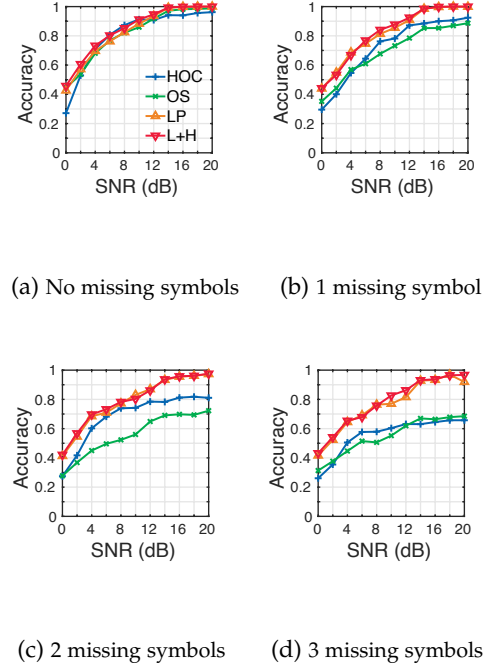 1
0.8
0.6
0.4
0.2
0
Accuracy
HOC
OS
LP
L+H
0 4 8 12 16 20
SNR (dB)
(a) No missing symbols
1
0.8
0.6
0.4
0.2
0
Accuracy
0 4 8 12 16 20
SNR (dB)
(b) 1 missing symbol
1
0.8
0.6
0.4
0.2
0
Accuracy
0 4 8 12 16 20
SNR (dB)
(c) 2 missing symbols
1
0.8
0.6
0.4
0.2
0
Accuracy
0 4 8 12 16 20
SNR (dB)
(d) 3 missing symbols